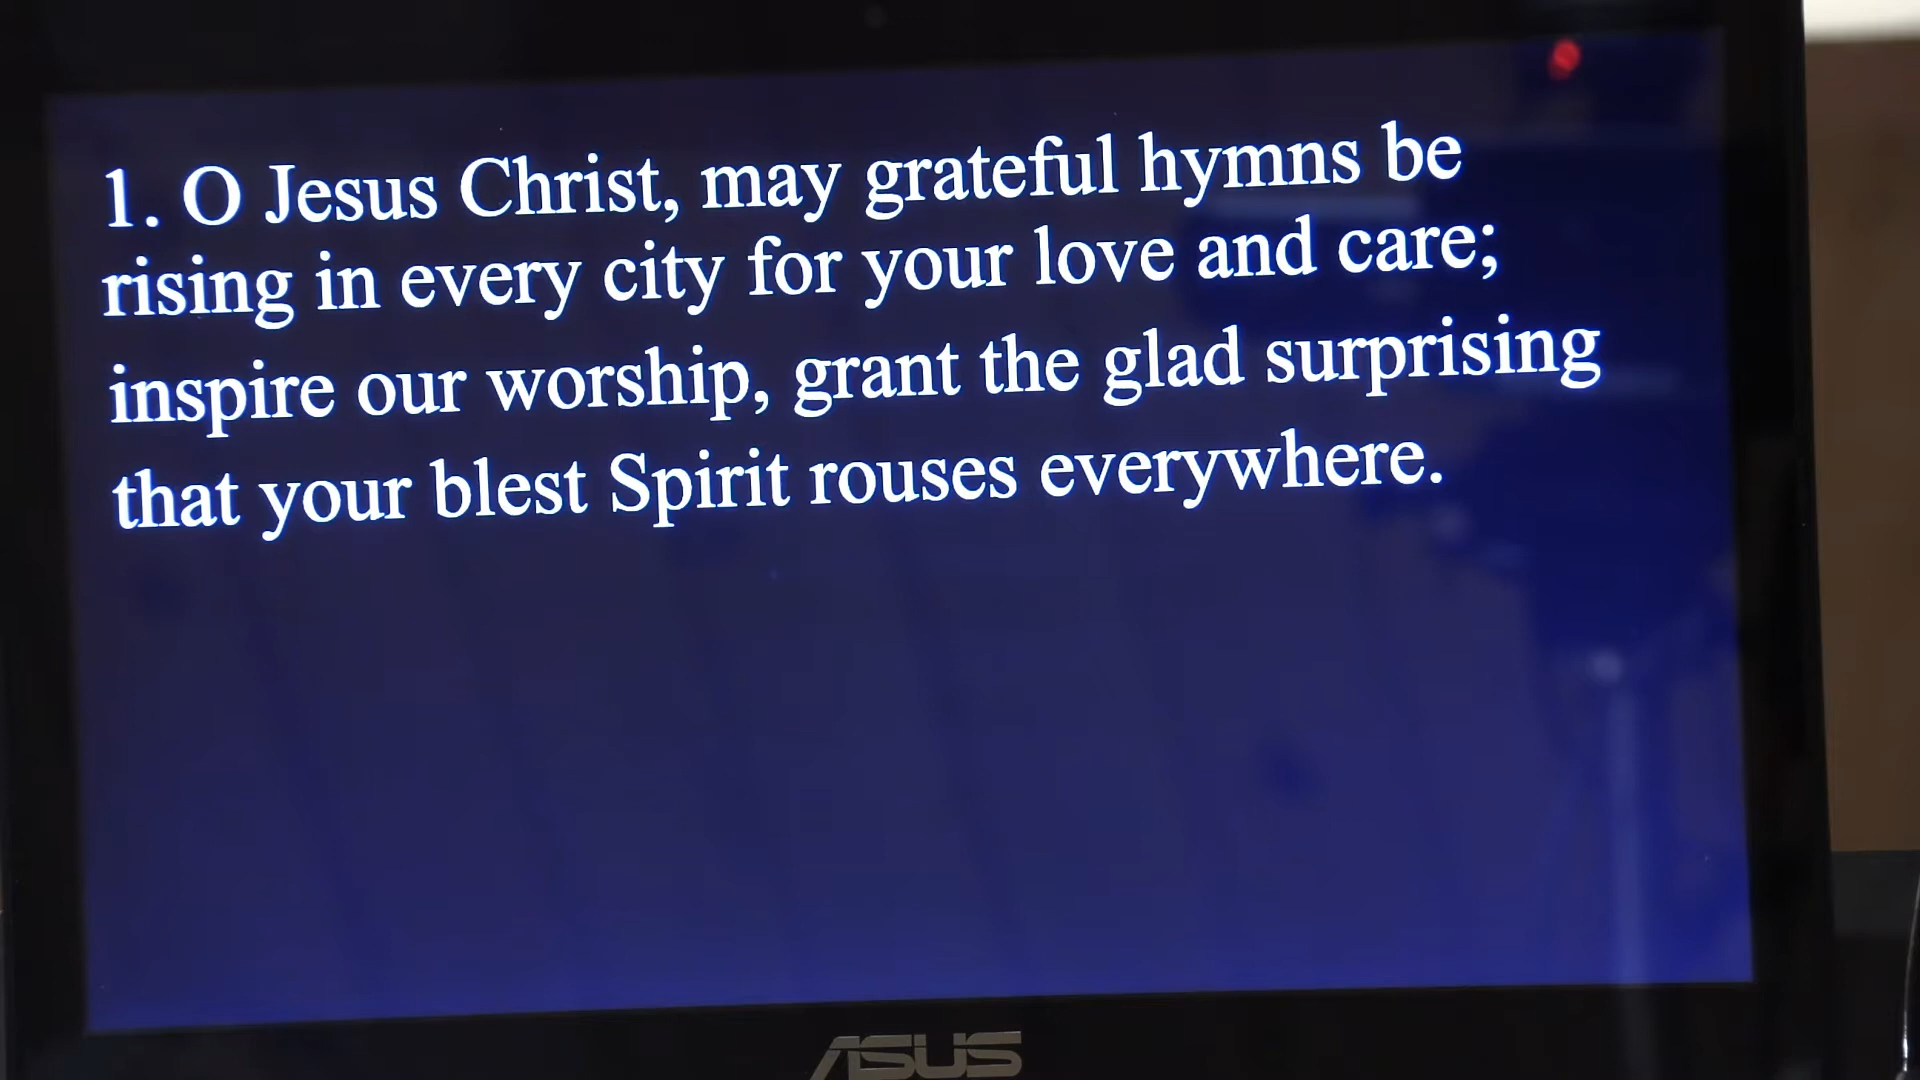 1. O Jesus Christ, may grateful hymns be
rising in every city for your love and care;
inspire our worship, grant the glad surprising
that your blest Spirit rouses everywhere.
ASUS